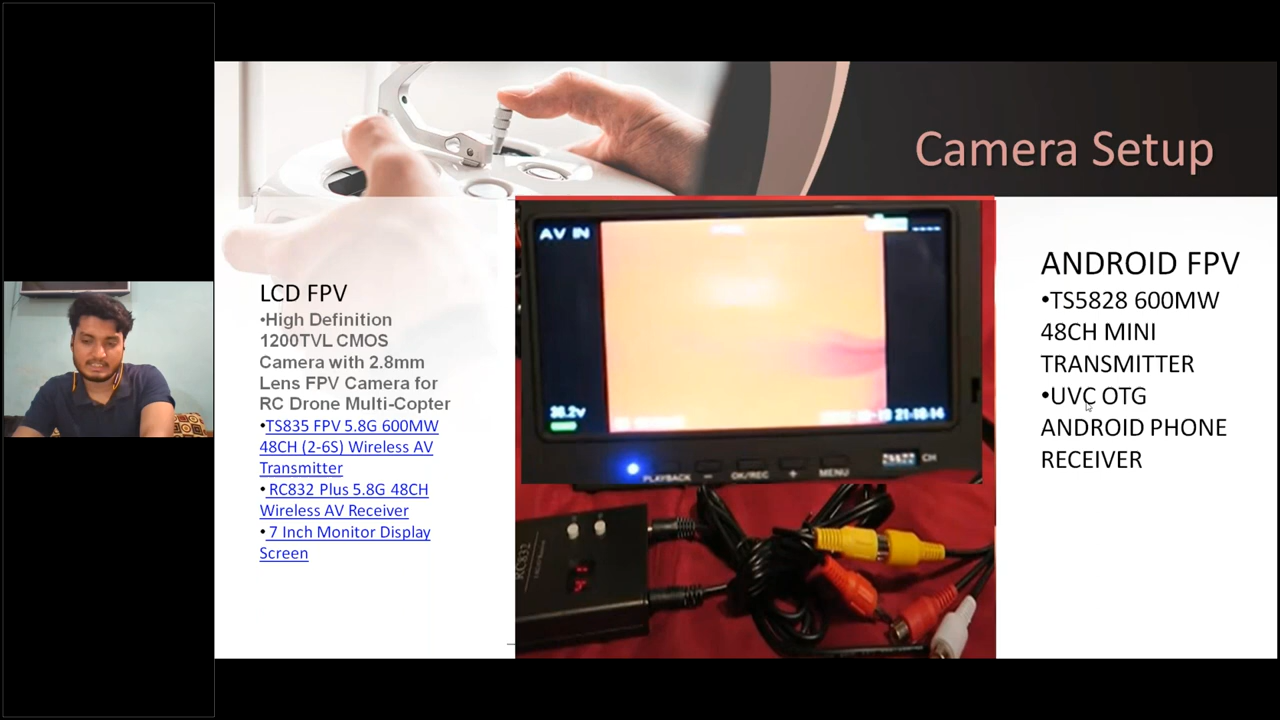 Camera Setup
LCD FPV
•High Definition
1200TVL CMOS
Camera with 2.8mm
Lens FPV Camera for
RC Drone Multi-Copter
•TS835 FPV 5.8G 600MW
48CH (2-6S) Wireless AV
Transmitter
• RC832 Plus 5.8G 48CH
Wireless AV Receiver
• 7 Inch Monitor Display
Screen
AV IN
PLAYBACK
−
OK/REC
+
MENU
CH
RC832
ANDROID FPV
•TS5828 600MW
48CH MINI
TRANSMITTER
•UVC OTG
ANDROID PHONE
RECEIVER